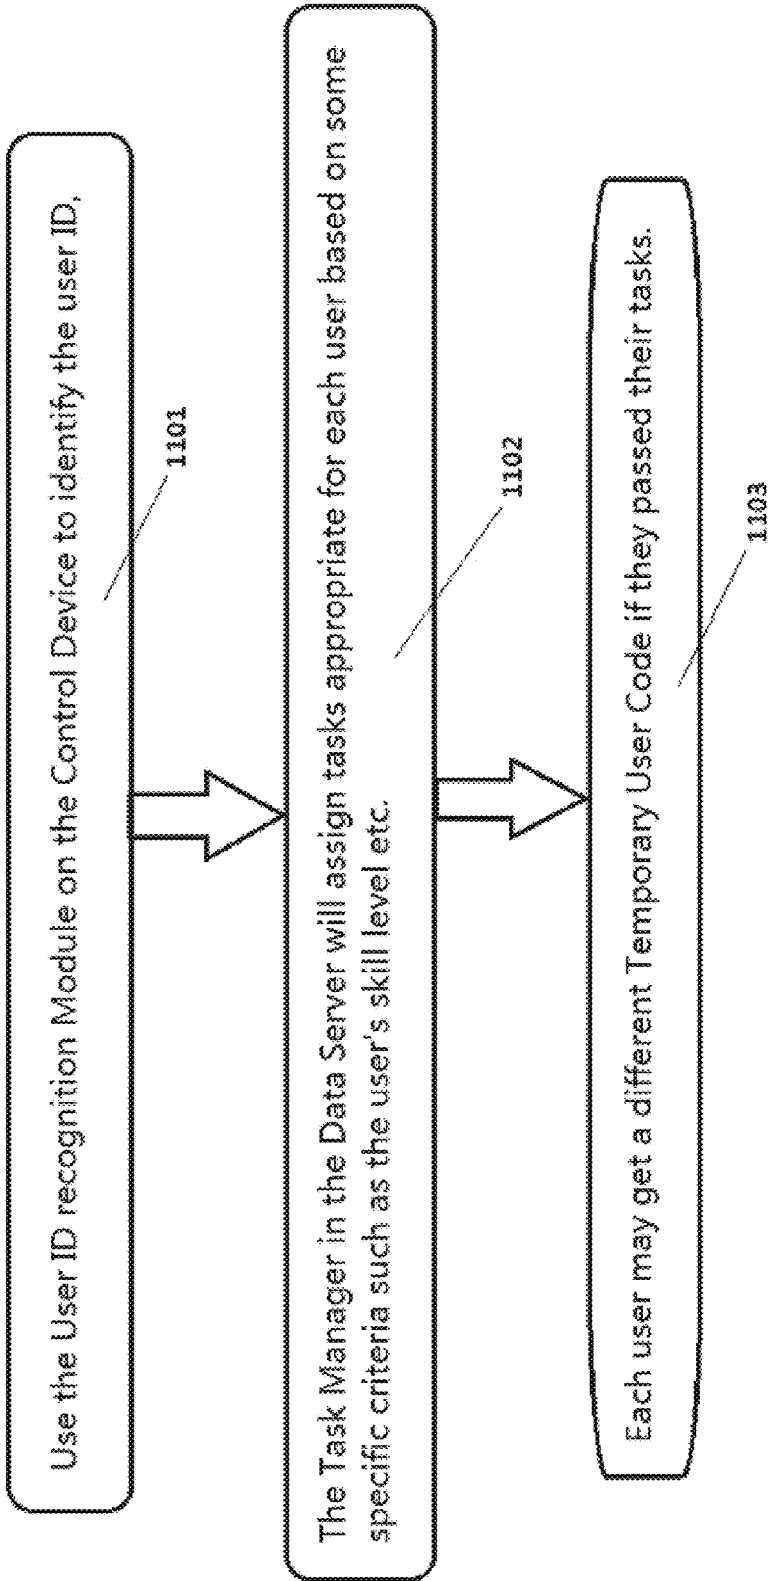 Use the User ID recognition Module on the Control Device to identify the user ID,
1101
The Task Manager in the Data Server will assign tasks appropriate for each user based on some
specific criteria such as the user's skill level etc.
1102
Each user may get a different Temporary User Code if they passed their tasks.
1103